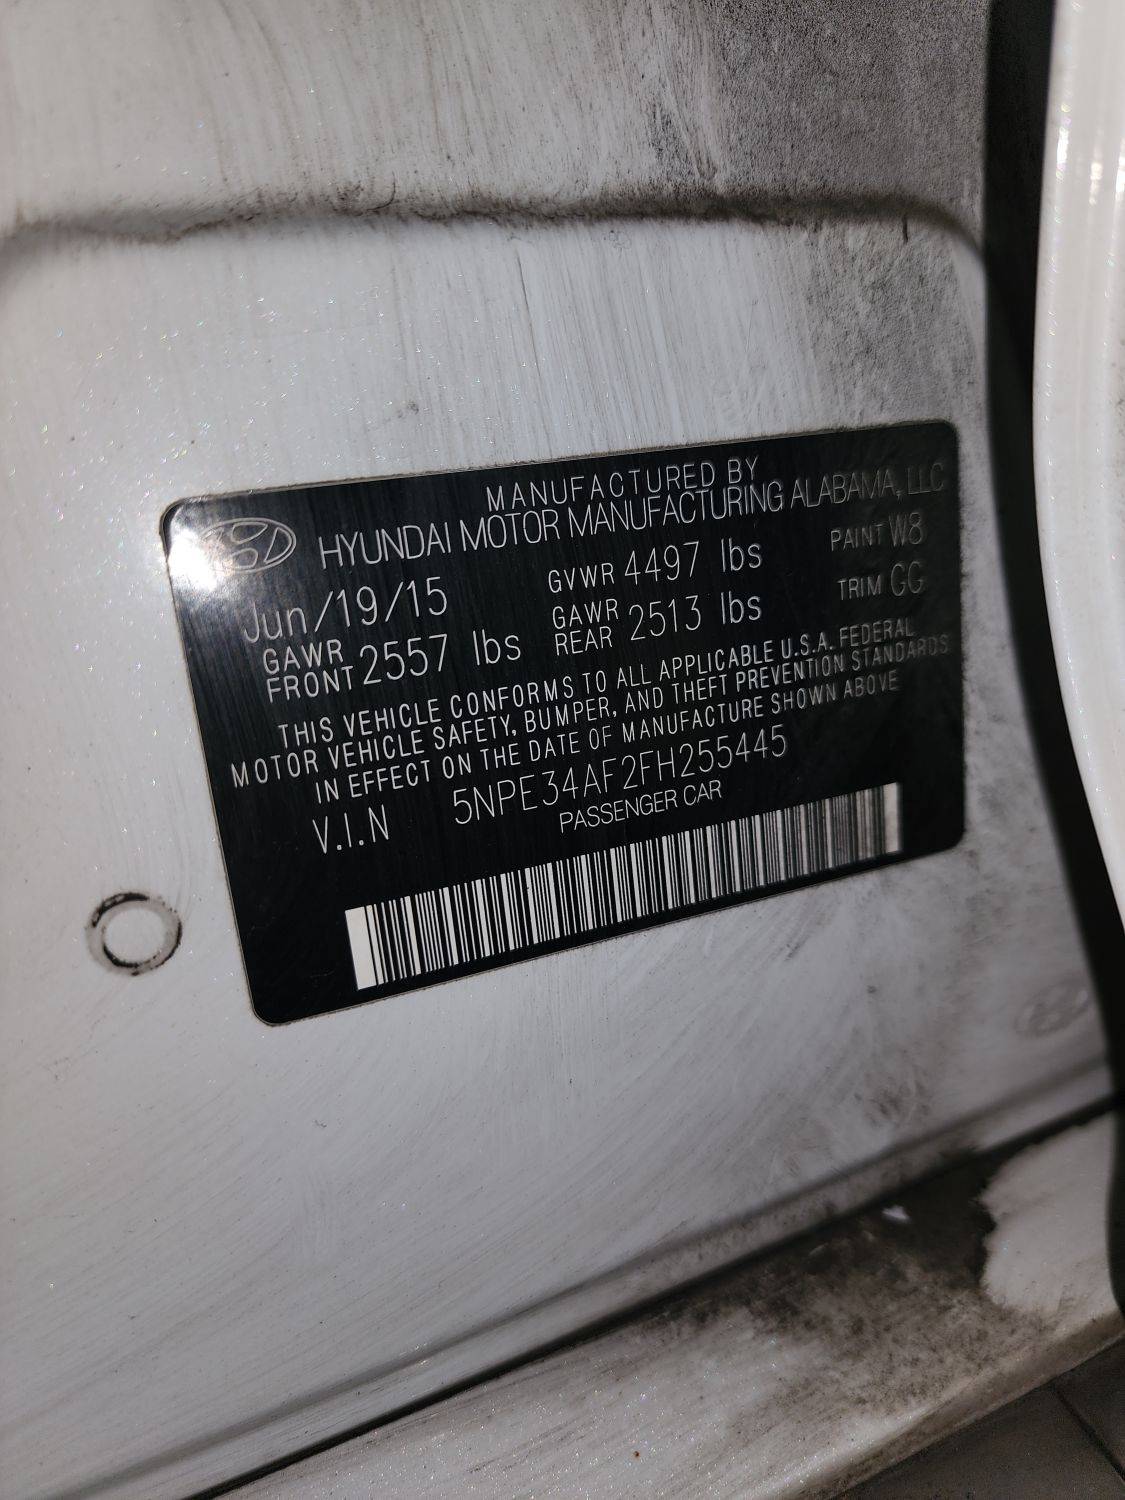 MANUFACTURED BY
HYUNDAI MOTOR MANUFACTURING ALABAMA, LLC
Jun/19/15 GVWR 4497 lbs PAINT W8
GAWR FRONT 2557 lbs GAWR REAR 2513 lbs TRIM GG
THIS VEHICLE CONFORMS TO ALL APPLICABLE U.S.A. FEDERAL
MOTOR VEHICLE SAFETY, BUMPER, AND THEFT PREVENTION STANDARDS
IN EFFECT ON THE DATE OF MANUFACTURE SHOWN ABOVE
V.I.N 5NPE34AF2FH255445
PASSENGER CAR